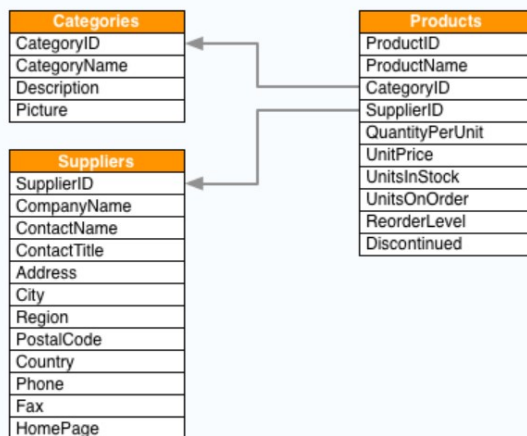 Categories
CategoryID
CategoryName
Description
Picture
Suppliers
SupplierID
CompanyName
ContactName
ContactTitle
Address
City
Region
PostalCode
Country
Phone
Fax
HomePage
Products
ProductID
ProductName
CategoryID
SupplierID
QuantityPerUnit
UnitPrice
UnitsInStock
UnitsOnOrder
ReorderLevel
Discontinued